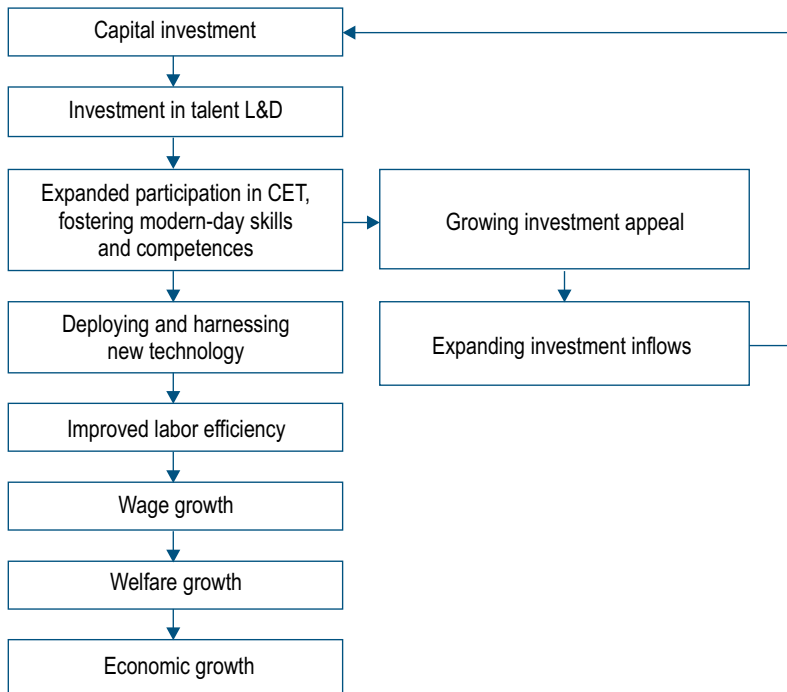 Capital investment
Investment in talent L&D
Expanded participation in CET,
fostering modern-day skills
and competences
Growing investment appeal
Deploying and harnessing
new technology
Expanding investment inflows
Improved labor efficiency
Wage growth
Welfare growth
Economic growth